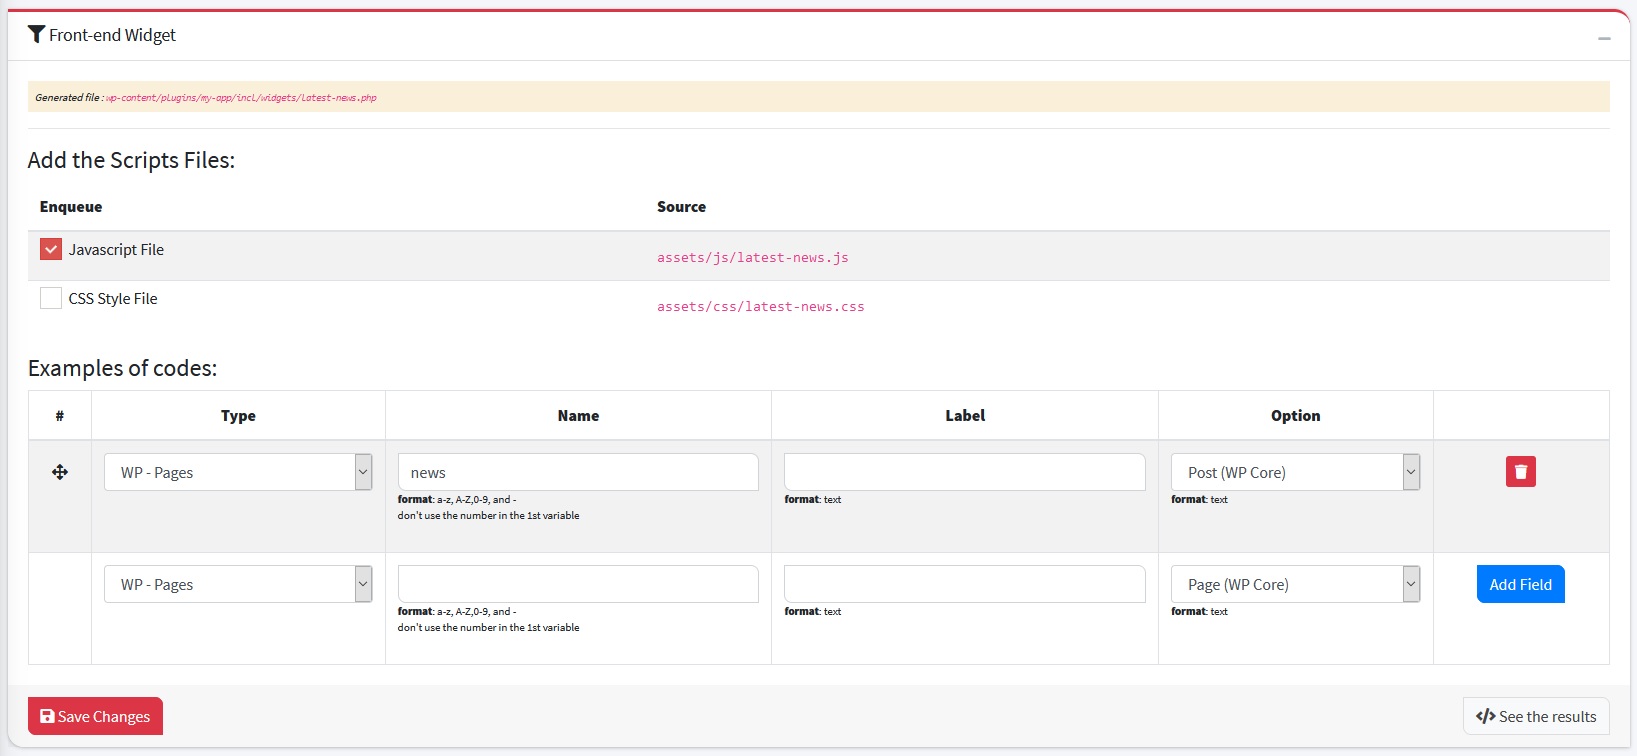 Front-end Widget
Generated file : wp-content/plugins/my-app/incl/widgets/latest-news.php
Add the Scripts Files:
Enqueue Source
Javascript File assets/js/latest-news.js
CSS Style File assets/css/latest-news.css
Examples of codes:
# Type Name Label Option
WP - Pages news Post (WP Core)
format: a-z, A-Z,0-9, and - format: text format: text
don't use the number in the 1st variable
WP - Pages Page (WP Core) Add Field
format: a-z, A-Z,0-9, and - format: text format: text
don't use the number in the 1st variable
Save Changes </> See the results